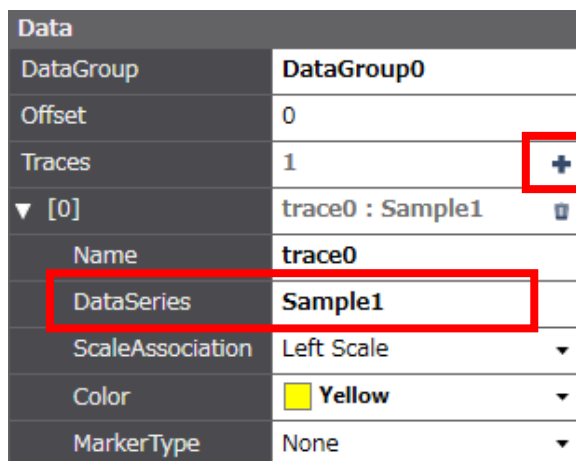 Data
DataGroup DataGroup0
Offset 0
Traces 1
[0] trace0 : Sample1
Name trace0
DataSeries Sample1
ScaleAssociation Left Scale
Color Yellow
MarkerType None